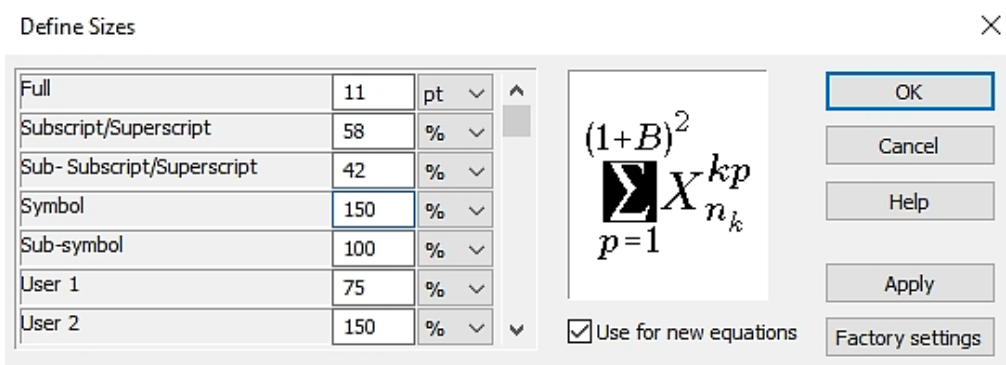 Define Sizes
Full 11 pt
Subscript/Superscript 58 %
Sub- Subscript/Superscript 42 %
Symbol 150 %
Sub-symbol 100 %
User 1 75 %
User 2 150 %
(1+B)²
∑ X kp n k
p=1
Use for new equations
OK
Cancel
Help
Apply
Factory settings